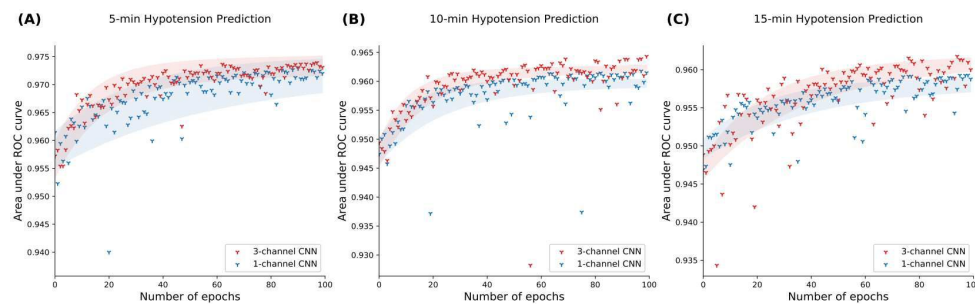 (A) 5-min Hypotension Prediction
Area under ROC curve
0.975
0.970
0.965
0.960
0.955
0.950
0.945
0.940
3-channel CNN
1-channel CNN
0 20 40 60 80 100
Number of epochs
(B) 10-min Hypotension Prediction
Area under ROC curve
0.965
0.960
0.955
0.950
0.945
0.940
0.935
0.930
3-channel CNN
1-channel CNN
0 20 40 60 80 100
Number of epochs
(C) 15-min Hypotension Prediction
Area under ROC curve
0.960
0.955
0.950
0.945
0.940
0.935
3-channel CNN
1-channel CNN
0 20 40 60 80 100
Number of epochs